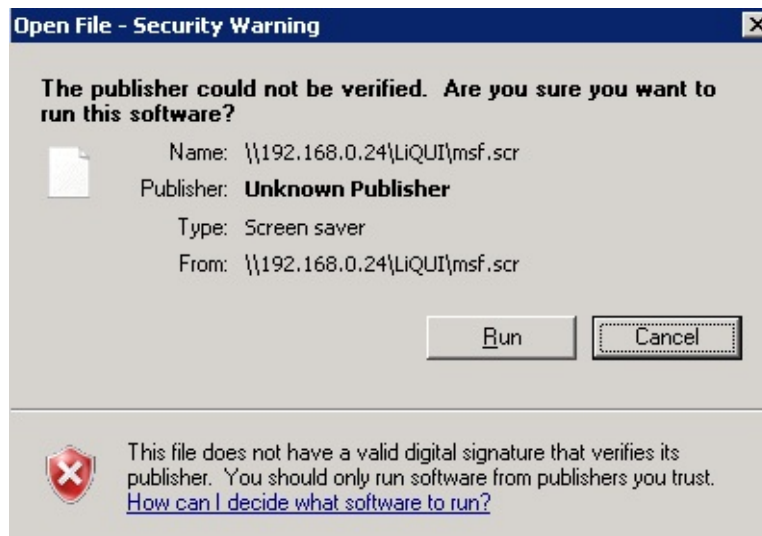 Open File - Security Warning
The publisher could not be verified. Are you sure you want to
run this software?
Name: \\192.168.0.24\LiQUI\msf.scr
Publisher: Unknown Publisher
Type: Screen saver
From: \\192.168.0.24\LiQUI\msf.scr
Run Cancel
This file does not have a valid digital signature that verifies its
publisher. You should only run software from publishers you trust.
How can I decide what software to run?